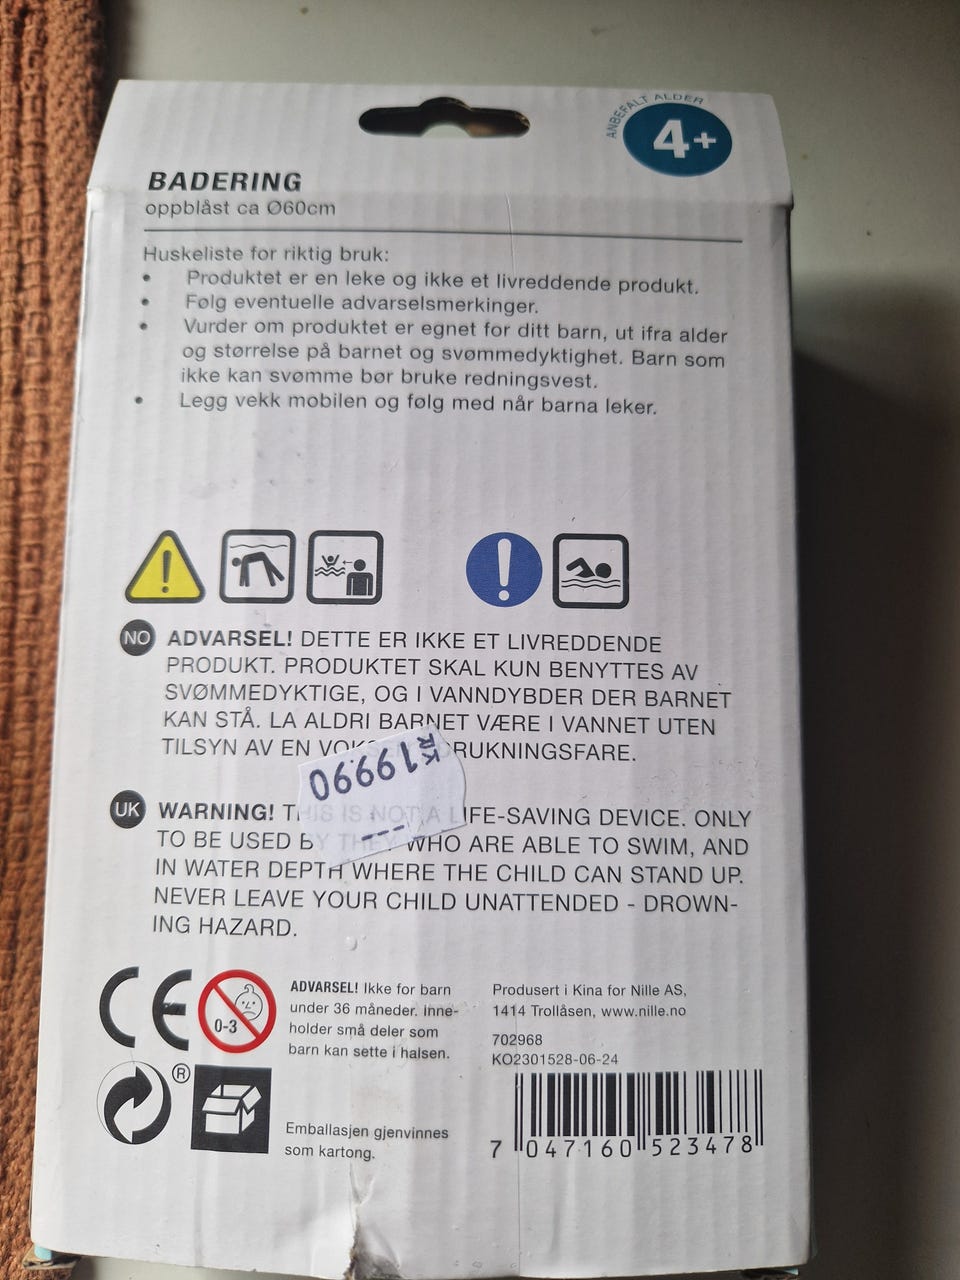 ANBEFALT ALDER
4+
BADERING
oppblåst ca Ø60cm
Huskeliste for riktig bruk:
• Produktet er en leke og ikke et livreddende produkt.
• Følg eventuelle advarselsmerkinger.
• Vurder om produktet er egnet for ditt barn, ut ifra alder
og størrelse på barnet og svømmedyktighet. Barn som
ikke kan svømme bør bruke redningsvest.
• Legg vekk mobilen og følg med når barna leker.
NO ADVARSEL! DETTE ER IKKE ET LIVREDDENDE
PRODUKT. PRODUKTET SKAL KUN BENYTTES AV
SVØMMEDYKTIGE, OG I VANNDYBDER DER BARNET
KAN STÅ. LA ALDRI BARNET VÆRE I VANNET UTEN
TILSYN AV EN DRUKNINGSFARE.
KR 199.90
UK WARNING! THIS IS NOT A LIFE-SAVING DEVICE. ONLY
TO BE USED BY THEY WHO ARE ABLE TO SWIM, AND
IN WATER DEPTH WHERE THE CHILD CAN STAND UP.
NEVER LEAVE YOUR CHILD UNATTENDED - DROWN-
ING HAZARD.
CE
0-3
ADVARSEL! Ikke for barn
under 36 måneder. Inne-
holder små deler som
barn kan sette i halsen.
Produsert i Kina for Nille AS,
1414 Trollåsen, www.nille.no
702968
KO2301528-06-24
®
Emballasjen gjenvinnes
som kartong.
7 047160 523478